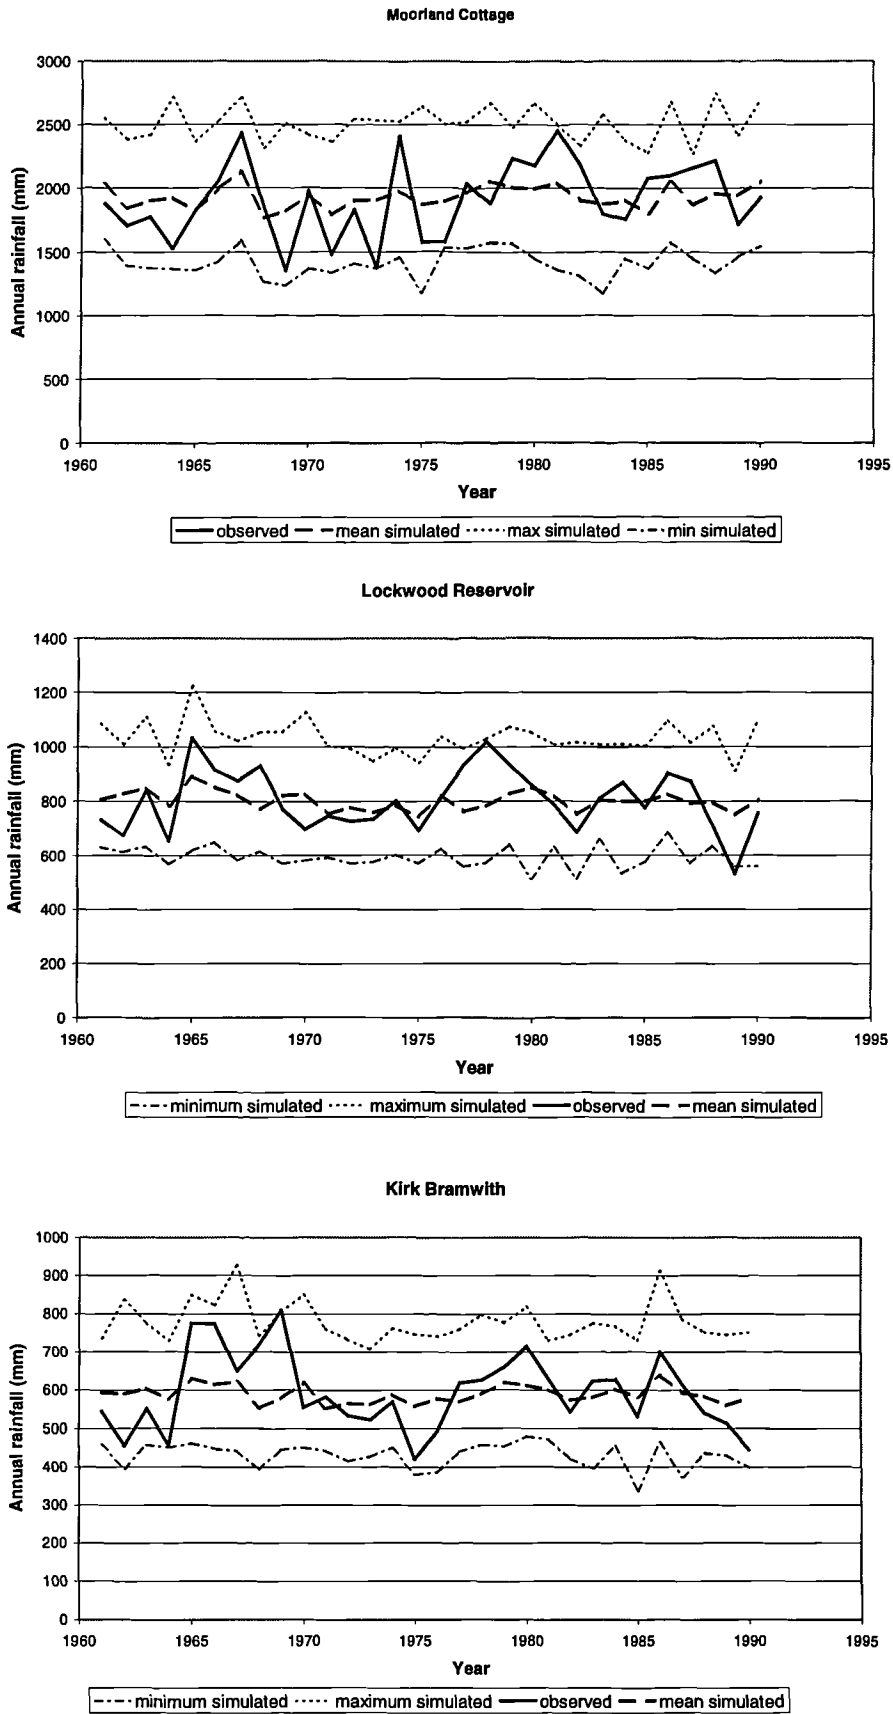 Moorland Cottage
3000
2500
2000
1500
1000
500
0
Annual rainfall (mm)
1960 1965 1970 1975 1980 1985 1990 1995
Year
observed mean simulated max simulated min simulated
Lockwood Reservoir
1400
1200
1000
800
600
400
200
0
Annual rainfall (mm)
1960 1965 1970 1975 1980 1985 1990 1995
Year
minimum simulated maximum simulated observed mean simulated
Kirk Bramwith
1000
900
800
700
600
500
400
300
200
100
0
Annual rainfall (mm)
1960 1965 1970 1975 1980 1985 1990 1995
Year
minimum simulated maximum simulated observed mean simulated